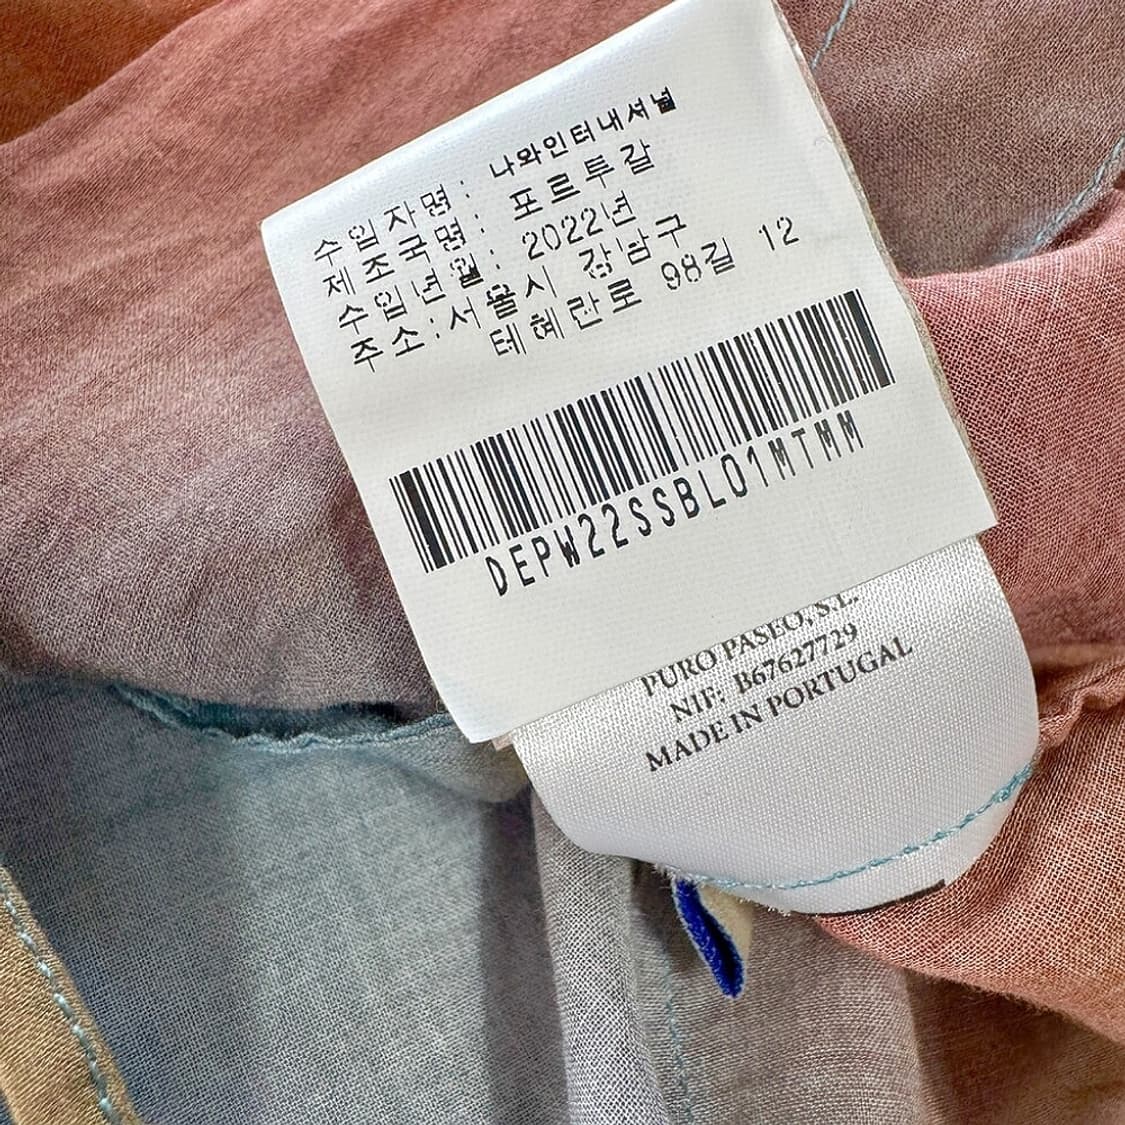 수입자명: 나와인터내셔널
제조국명: 포르투갈
수입년월: 2022년
주소:서울시 강남구
테헤란로 98길 12
DEPW22SSBL01MTMM
PURO PASEO, S.L.
NIF: B67627729
MADE IN PORTUGAL